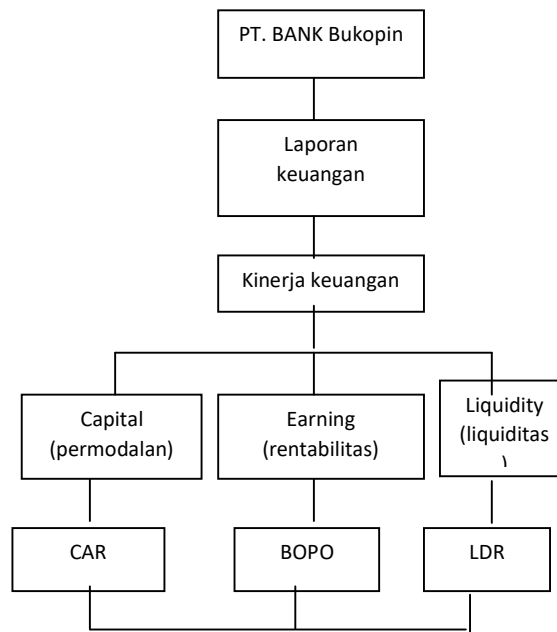 PT. BANK Bukopin
Laporan
keuangan
Kinerja keuangan
Capital
(permodalan)
Earning
(rentabilitas)
Liquidity
(liquiditas
)
CAR
BOPO
LDR